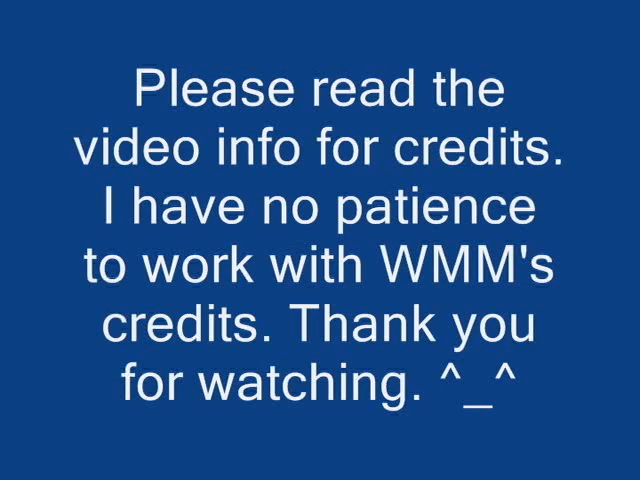 Please read the
video info for credits.
I have no patience
to work with WMM's
credits. Thank you
for watching. ^_^